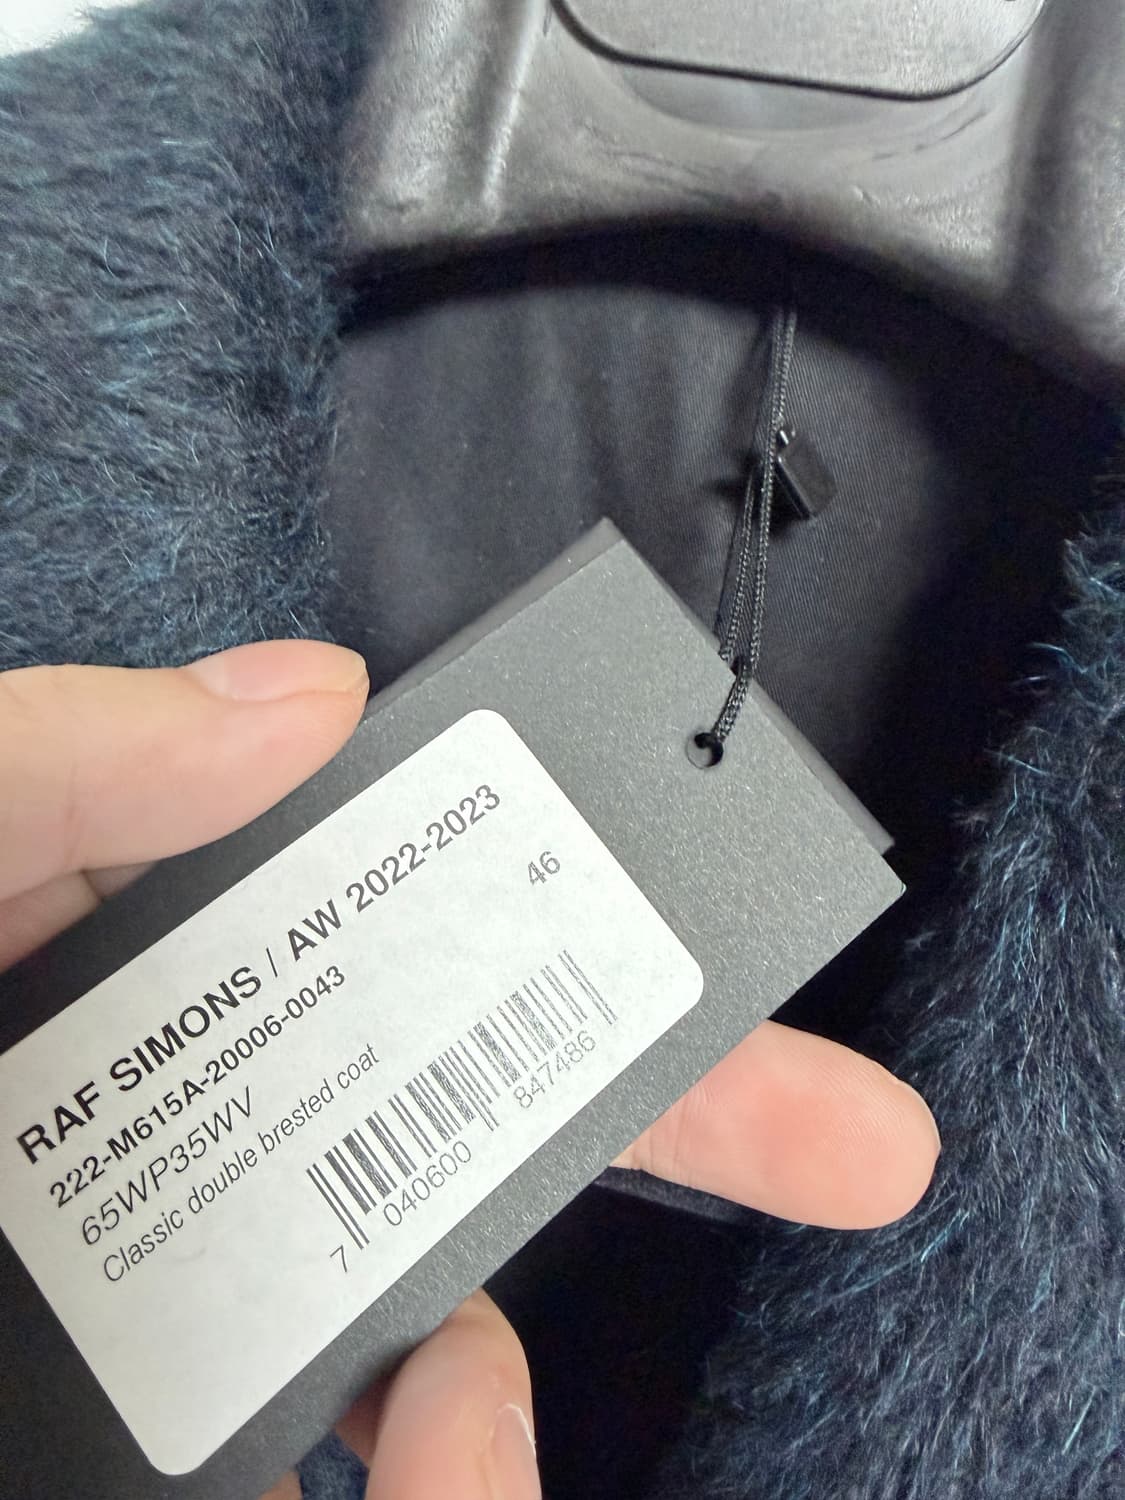 RAF SIMONS / AW 2022-2023
222-M615A-20006-0043
46
65WP35WV
Classic double brested coat
7 040600 847486